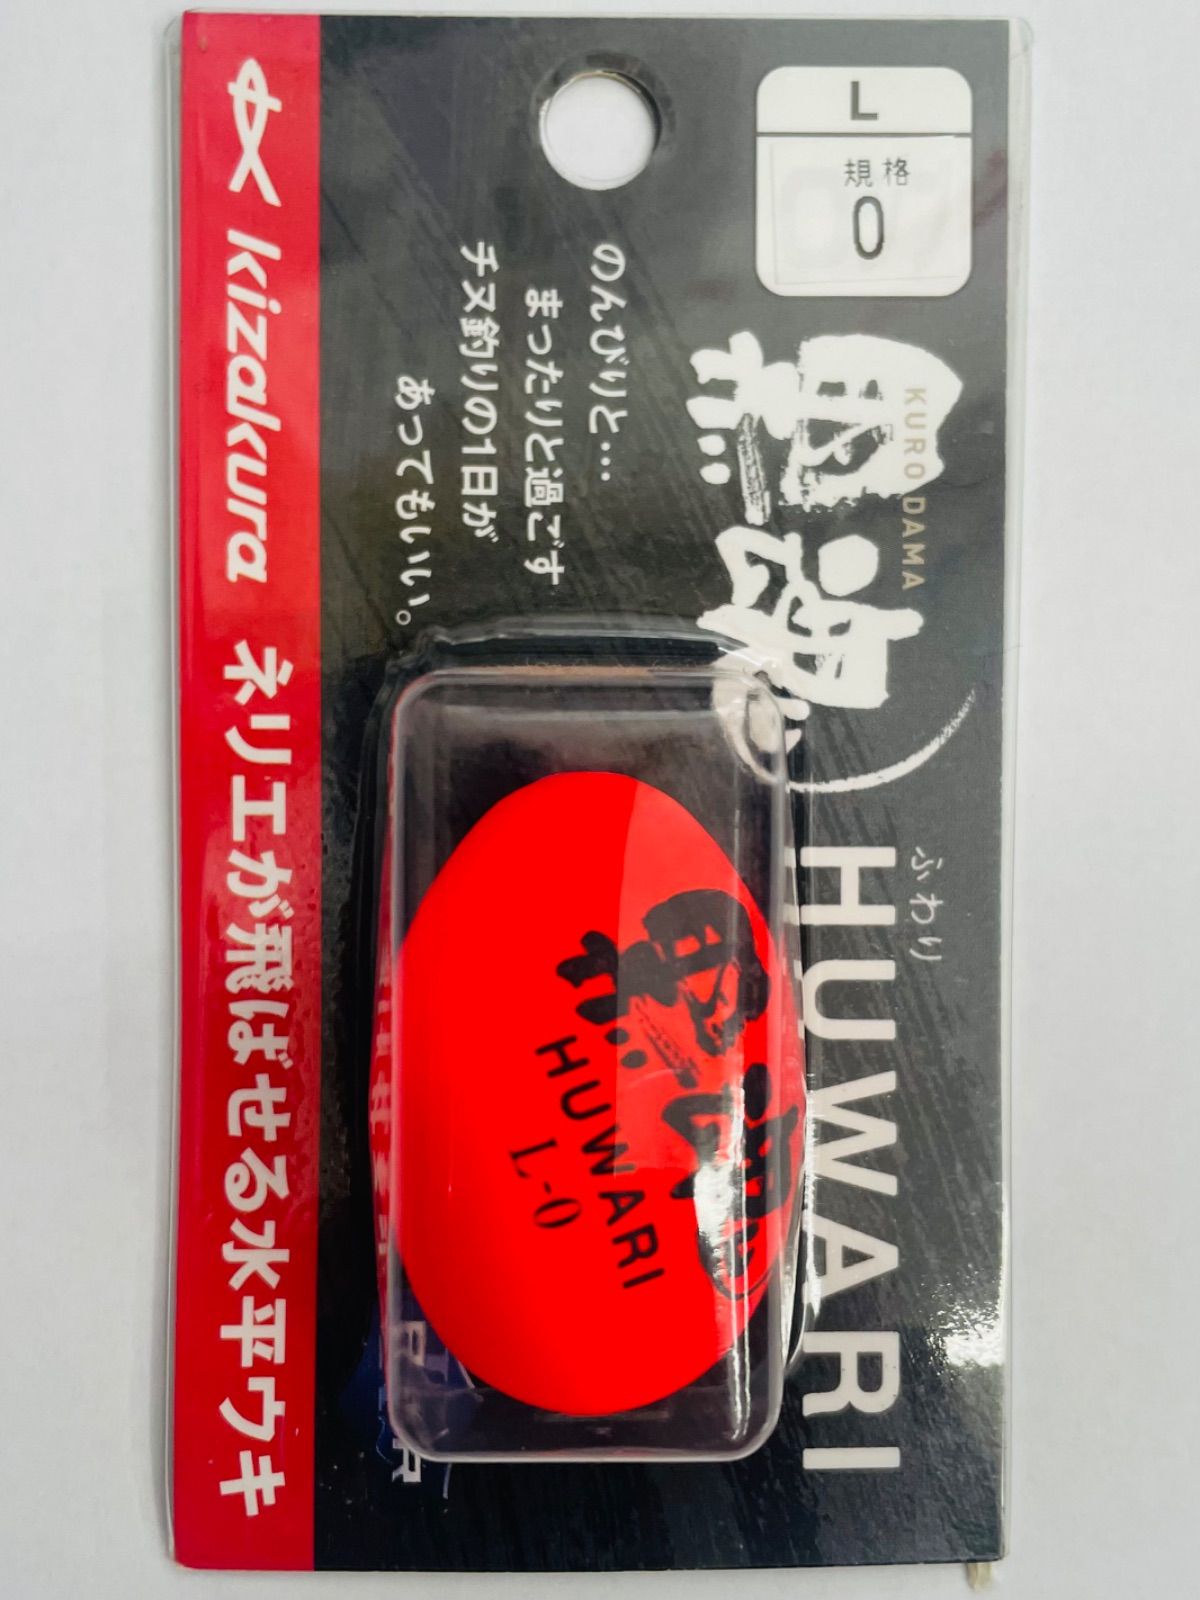 L
規格
0
KURODAMA
黒魂
ふわり
HUWARI
のんびりと…
まったりと過ごす
チヌ釣りの1日が
あってもいい。
黒魂
HUWARI
L-0
kizakura ネリエが飛ばせる水平ウキ